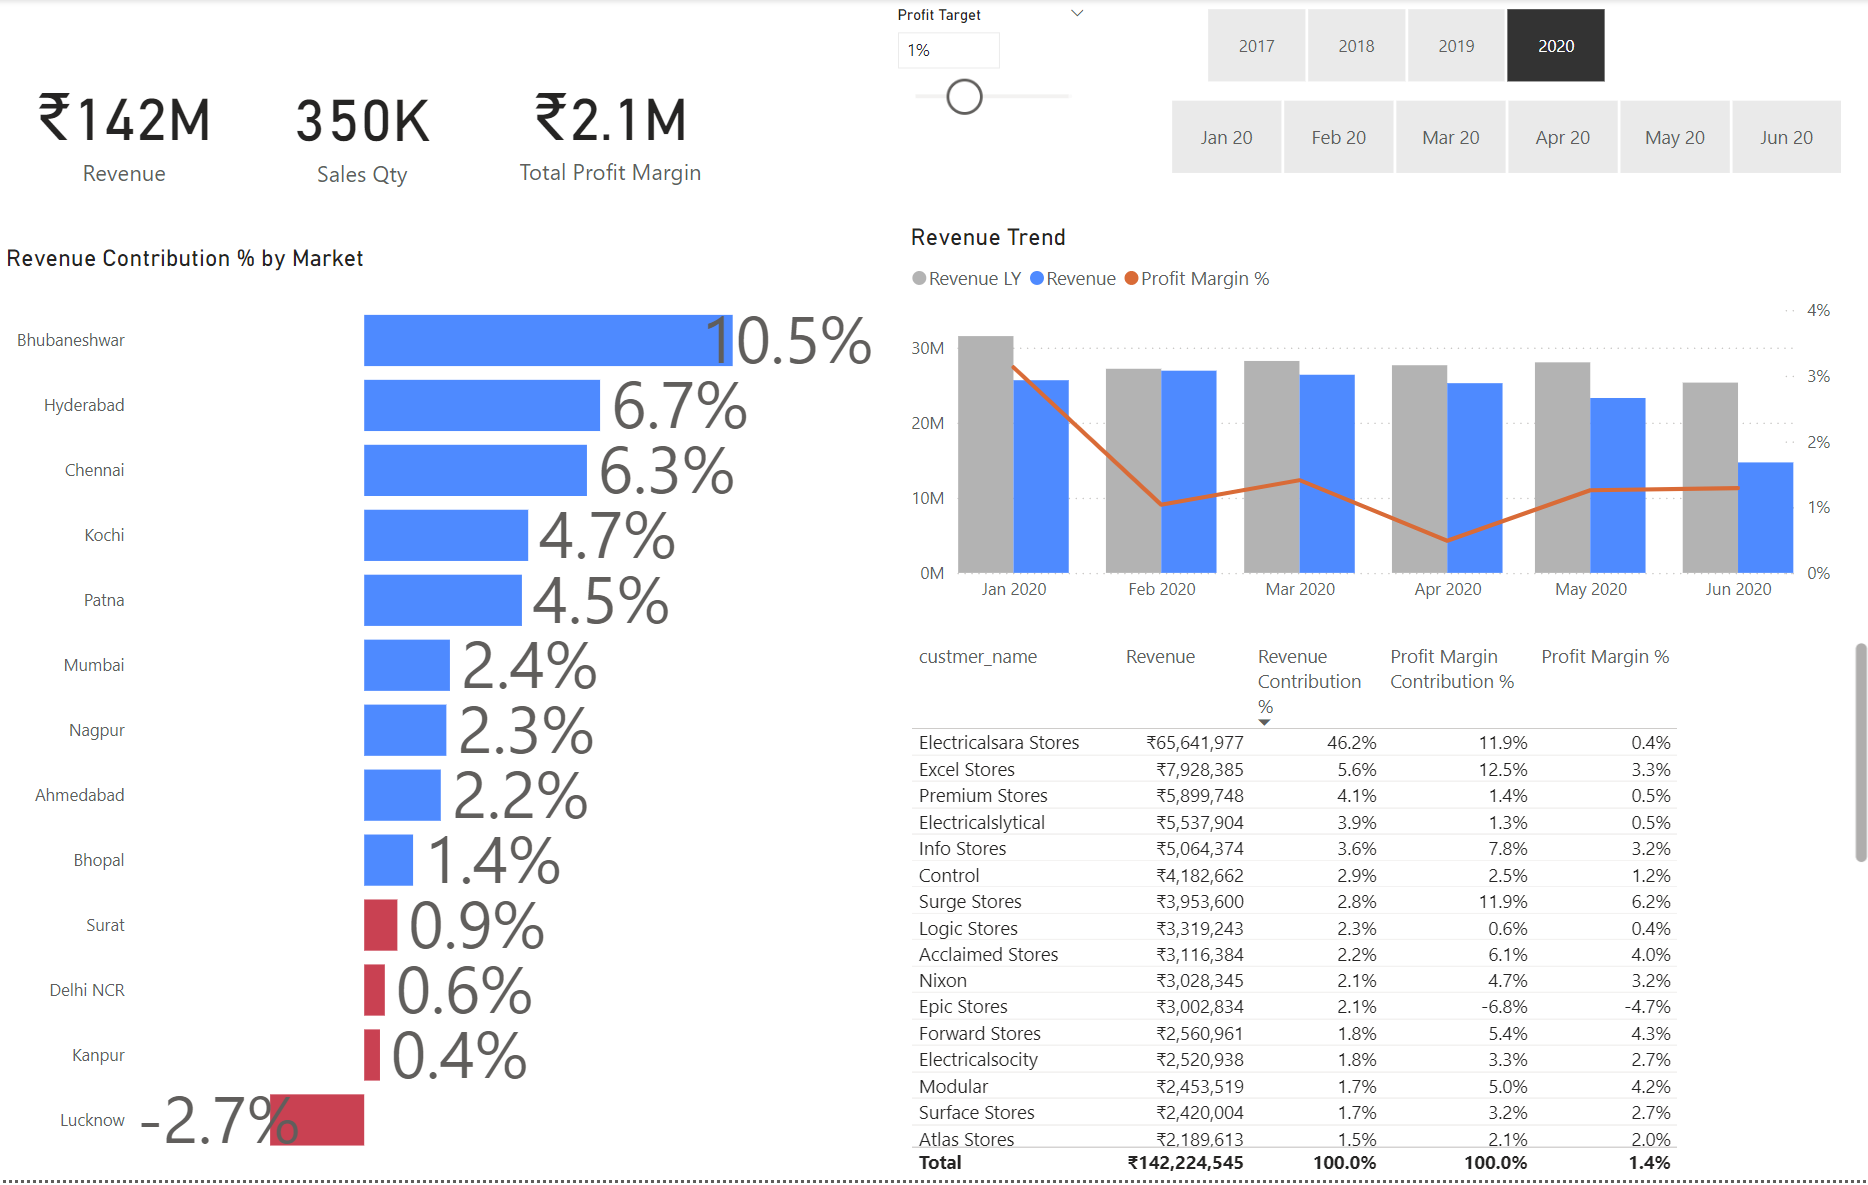 Profit Target
1%
2017 2018 2019 2020
Jan 20 Feb 20 Mar 20 Apr 20 May 20 Jun 20
₹142M
Revenue
350K
Sales Qty
₹2.1M
Total Profit Margin
Revenue Contribution % by Market
Bhubaneshwar 10.5%
Hyderabad 6.7%
Chennai 6.3%
Kochi 4.7%
Patna 4.5%
Mumbai 2.4%
Nagpur 2.3%
Ahmedabad 2.2%
Bhopal 1.4%
Surat 0.9%
Delhi NCR 0.6%
Kanpur 0.4%
Lucknow -2.7%
Revenue Trend
Revenue LY Revenue Profit Margin %
4%
30M
3%
20M
2%
10M
1%
0M
0%
Jan 2020 Feb 2020 Mar 2020 Apr 2020 May 2020 Jun 2020
custmer_name Revenue Revenue Profit Margin Profit Margin %
Contribution Contribution %
%
Electricalsara Stores ₹65,641,977 46.2% 11.9% 0.4%
Excel Stores ₹7,928,385 5.6% 12.5% 3.3%
Premium Stores ₹5,899,748 4.1% 1.4% 0.5%
Electricalslytical ₹5,537,904 3.9% 1.3% 0.5%
Info Stores ₹5,064,374 3.6% 7.8% 3.2%
Control ₹4,182,662 2.9% 2.5% 1.2%
Surge Stores ₹3,953,600 2.8% 11.9% 6.2%
Logic Stores ₹3,319,243 2.3% 0.6% 0.4%
Acclaimed Stores ₹3,116,384 2.2% 6.1% 4.0%
Nixon ₹3,028,345 2.1% 4.7% 3.2%
Epic Stores ₹3,002,834 2.1% -6.8% -4.7%
Forward Stores ₹2,560,961 1.8% 5.4% 4.3%
Electricalsocity ₹2,520,938 1.8% 3.3% 2.7%
Modular ₹2,453,519 1.7% 5.0% 4.2%
Surface Stores ₹2,420,004 1.7% 3.2% 2.7%
Atlas Stores ₹2,189,613 1.5% 2.1% 2.0%
Total ₹142,224,545 100.0% 100.0% 1.4%